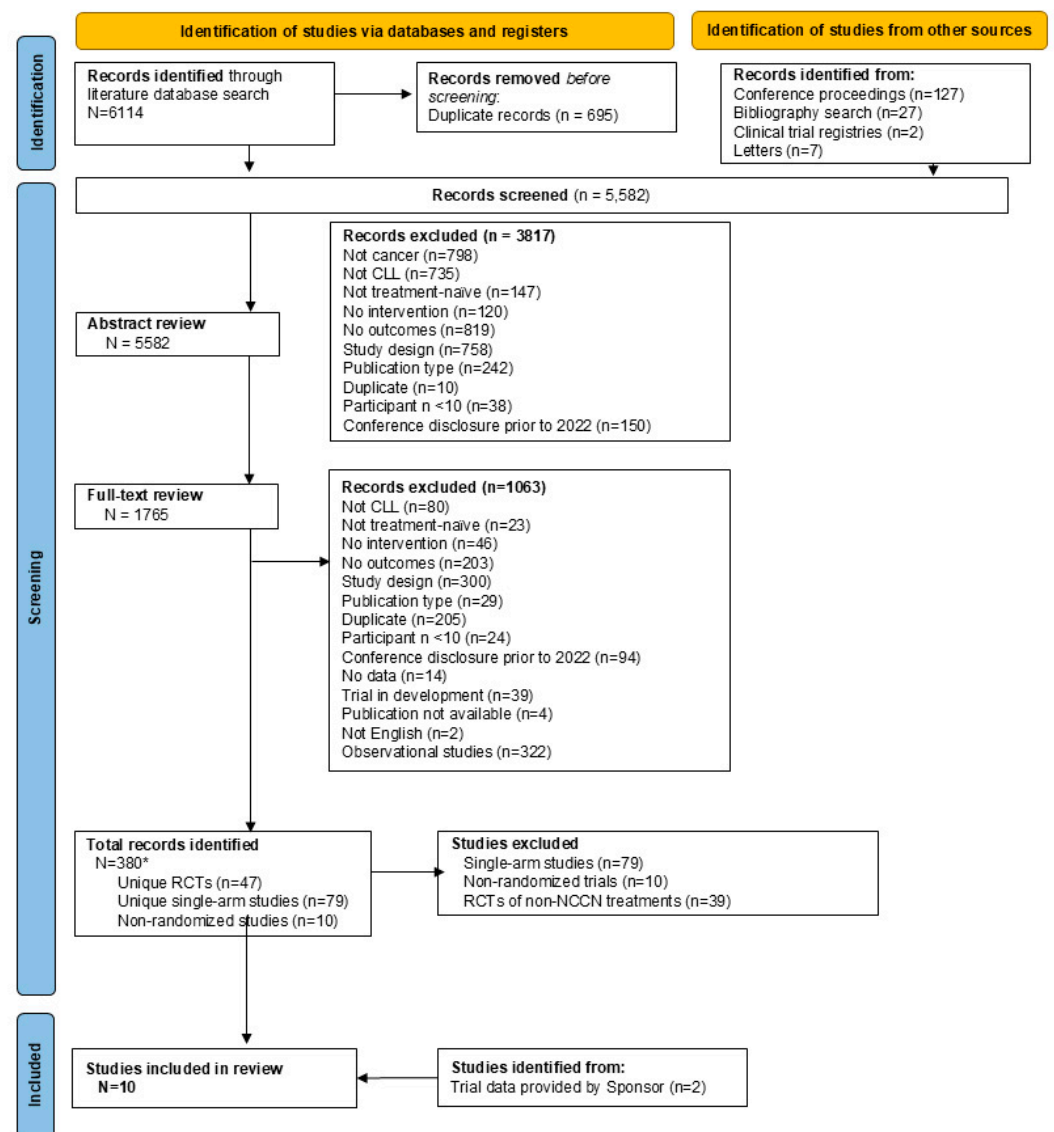 Identification of studies via databases and registers
Identification of studies from other sources
Identification
Records identified through
literature database search
N=6114
Records removed before
screening:
Duplicate records (n = 695)
Records identified from:
Conference proceedings (n=127)
Bibliography search (n=27)
Clinical trial registries (n=2)
Letters (n=7)
Screening
Records screened (n = 5,582)
Records excluded (n = 3817)
Not cancer (n=798)
Not CLL (n=735)
Not treatment-naïve (n=147)
No intervention (n=120)
No outcomes (n=819)
Study design (n=758)
Publication type (n=242)
Duplicate (n=10)
Participant n <10 (n=38)
Conference disclosure prior to 2022 (n=150)
Abstract review
N = 5582
Full-text review
N = 1765
Records excluded (n=1063)
Not CLL (n=80)
Not treatment-naïve (n=23)
No intervention (n=46)
No outcomes (n=203)
Study design (n=300)
Publication type (n=29)
Duplicate (n=205)
Participant n <10 (n=24)
Conference disclosure prior to 2022 (n=94)
No data (n=14)
Trial in development (n=39)
Publication not available (n=4)
Not English (n=2)
Observational studies (n=322)
Total records identified
N=380*
Unique RCTs (n=47)
Unique single-arm studies (n=79)
Non-randomized studies (n=10)
Studies excluded
Single-arm studies (n=79)
Non-randomized trials (n=10)
RCTs of non-NCCN treatments (n=39)
Included
Studies included in review
N=10
Studies identified from:
Trial data provided by Sponsor (n=2)